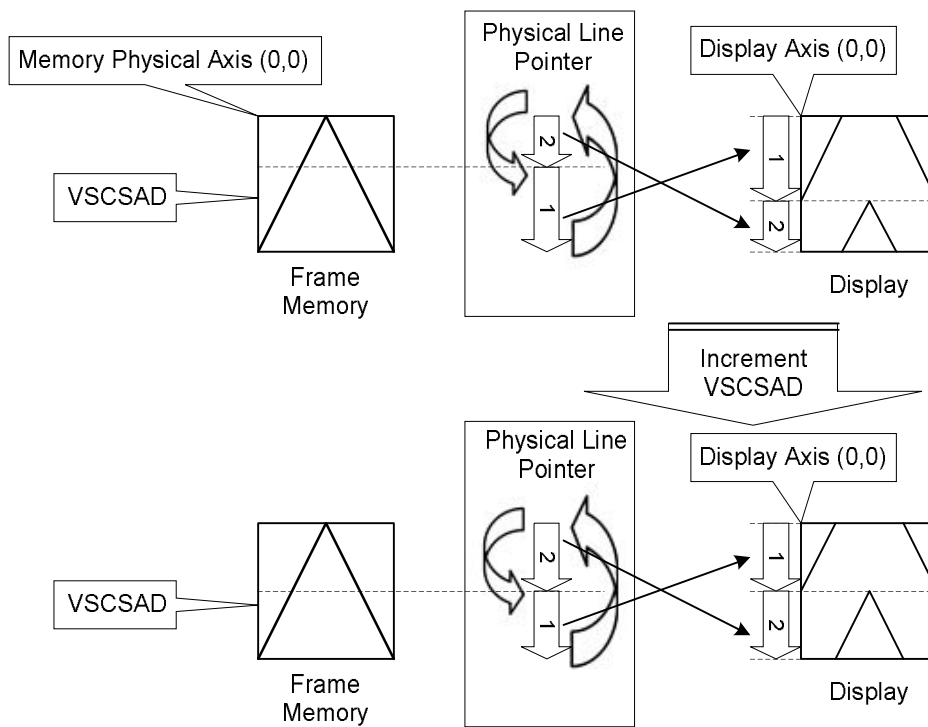 Physical Line
Pointer
Memory Physical Axis (0,0)
Display Axis (0,0)
2
1
1
2
VSCSAD
Frame
Memory
Display
Increment
VSCSAD
Physical Line
Pointer
Display Axis (0,0)
2
1
1
2
VSCSAD
Frame
Memory
Display